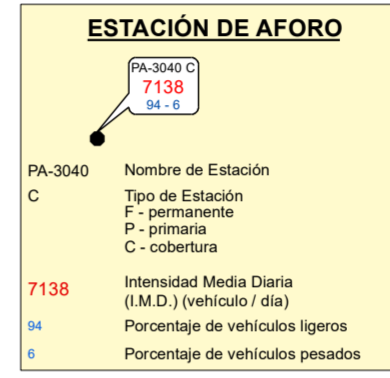 ESTACIÓN DE AFORO
PA-3040 C
7138
94 - 6
PA-3040 Nombre de Estación
C Tipo de Estación
F - permanente
P - primaria
C - cobertura
7138 Intensidad Media Diaria
(I.M.D.) (vehículo / día)
94 Porcentaje de vehículos ligeros
6 Porcentaje de vehículos pesados